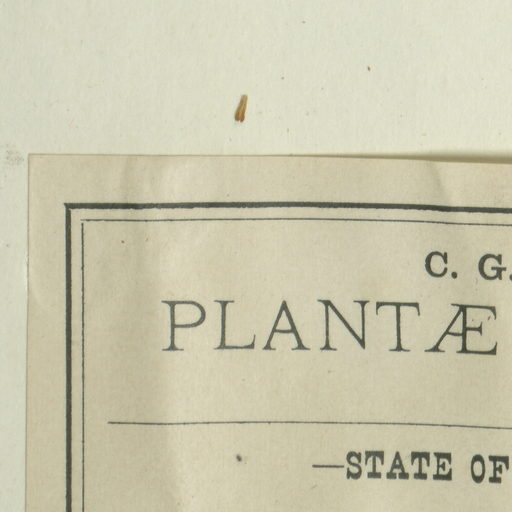 C. G.
PLANTÆ
—STATE OF